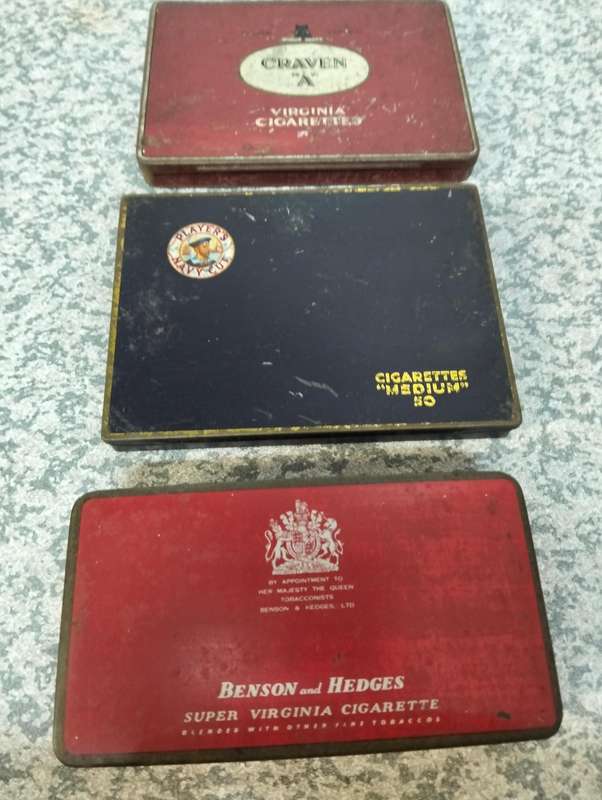 CRAVEN
"A"
VIRGINIA
CIGARETTES
PLAYER'S
NAVY CUT
CIGARETTES
"MEDIUM"
50
BY APPOINTMENT TO
HER MAJESTY THE QUEEN
TOBACCONISTS
BENSON & HEDGES, LTD
BENSON and HEDGES
SUPER VIRGINIA CIGARETTE
BLENDED WITH OTHER FINE TOBACCOS